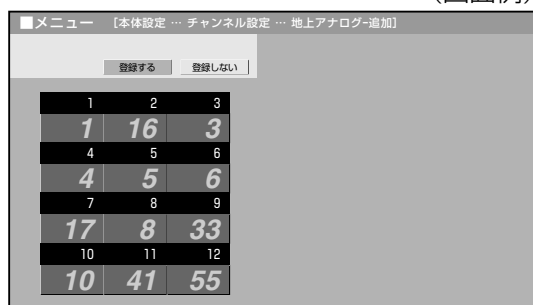 (画面例)
■メニュー [本体設定 … チャンネル設定 … 地上アナログ-追加]
登録する 登録しない
1 2 3
1 16 3
4 5 6
4 5 6
7 8 9
17 8 33
10 11 12
10 41 55